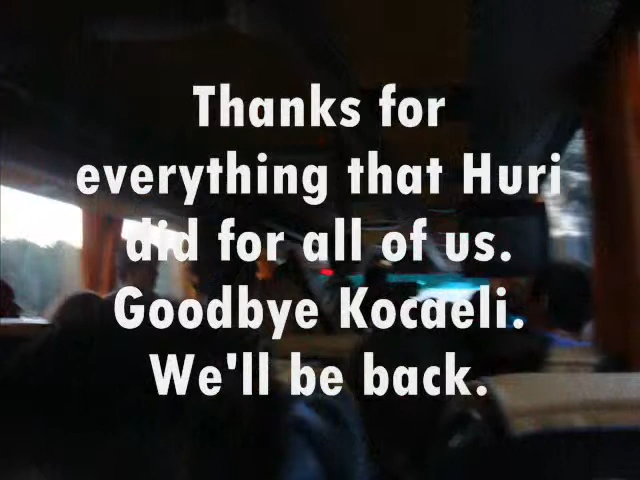 Thanks for
everything that Huri
did for all of us.
Goodbye Kocaeli.
We'll be back.